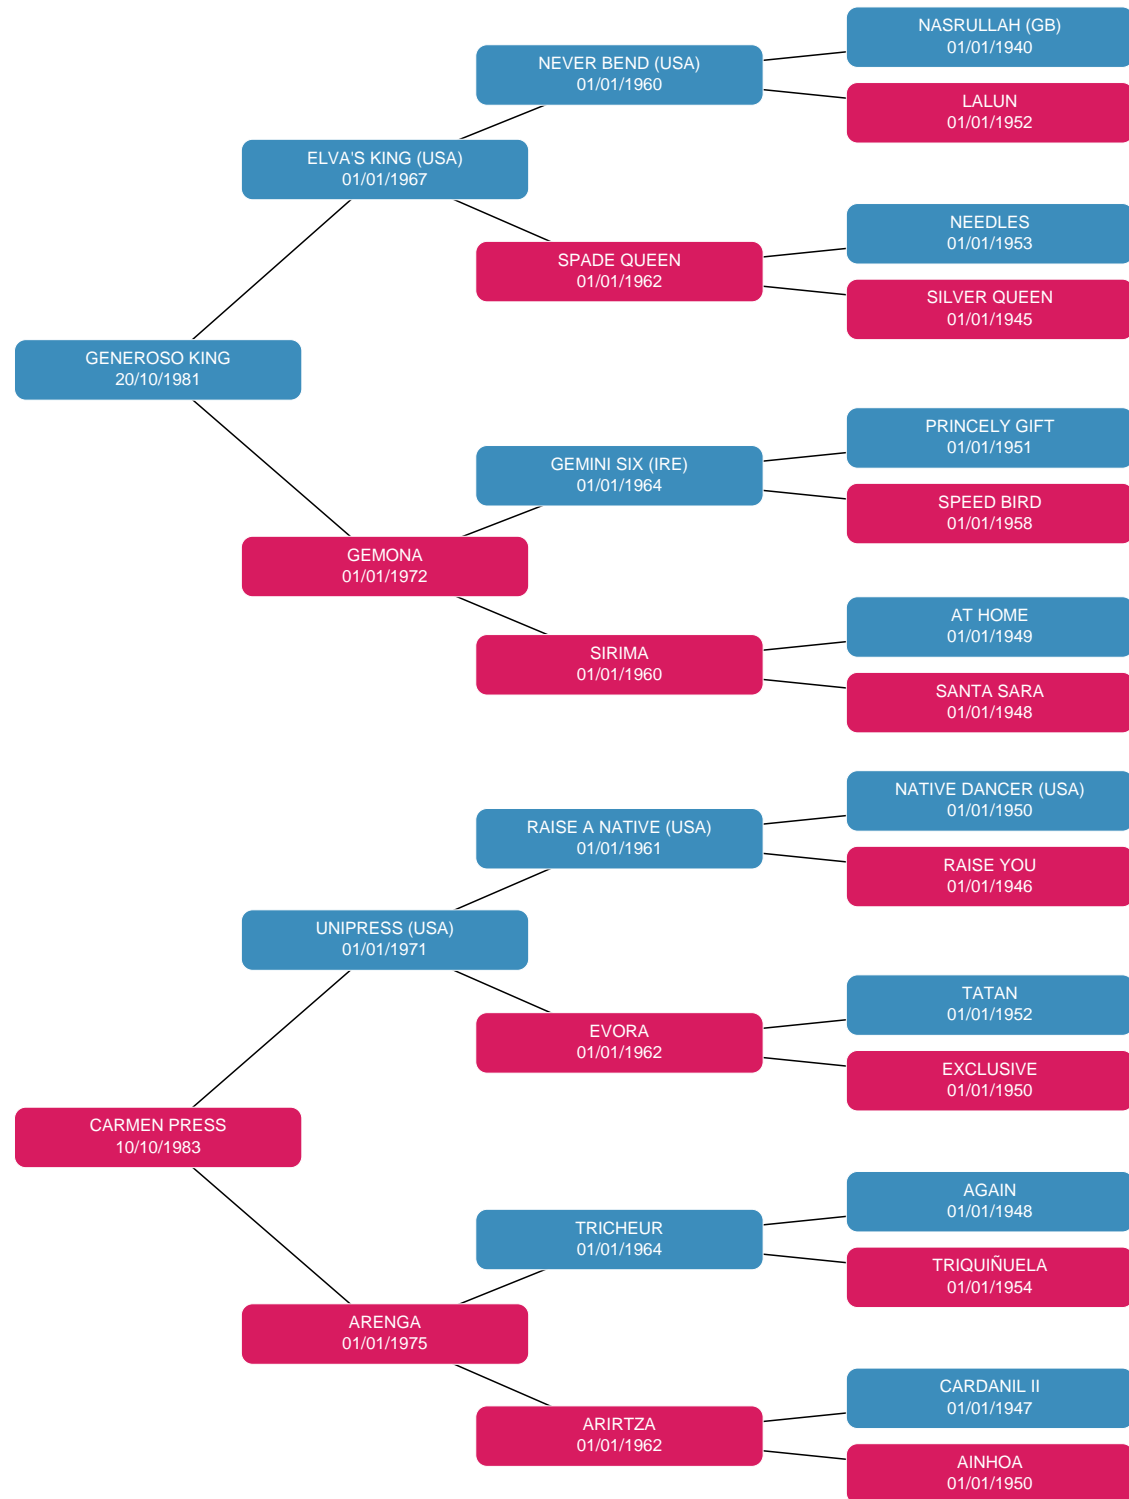 NASRULLAH (GB)
01/01/1940
NEVER BEND (USA)
01/01/1960
LALUN
01/01/1952
ELVA'S KING (USA)
01/01/1967
NEEDLES
01/01/1953
SPADE QUEEN
01/01/1962
SILVER QUEEN
01/01/1945
GENEROSO KING
20/10/1981
PRINCELY GIFT
01/01/1951
GEMINI SIX (IRE)
01/01/1964
SPEED BIRD
01/01/1958
GEMONA
01/01/1972
AT HOME
01/01/1949
SIRIMA
01/01/1960
SANTA SARA
01/01/1948
NATIVE DANCER (USA)
01/01/1950
RAISE A NATIVE (USA)
01/01/1961
RAISE YOU
01/01/1946
UNIPRESS (USA)
01/01/1971
TATAN
01/01/1952
EVORA
01/01/1962
EXCLUSIVE
01/01/1950
CARMEN PRESS
10/10/1983
AGAIN
01/01/1948
TRICHEUR
01/01/1964
TRIQUIÑUELA
01/01/1954
ARENGA
01/01/1975
CARDANIL II
01/01/1947
ARIRTZA
01/01/1962
AINHOA
01/01/1950